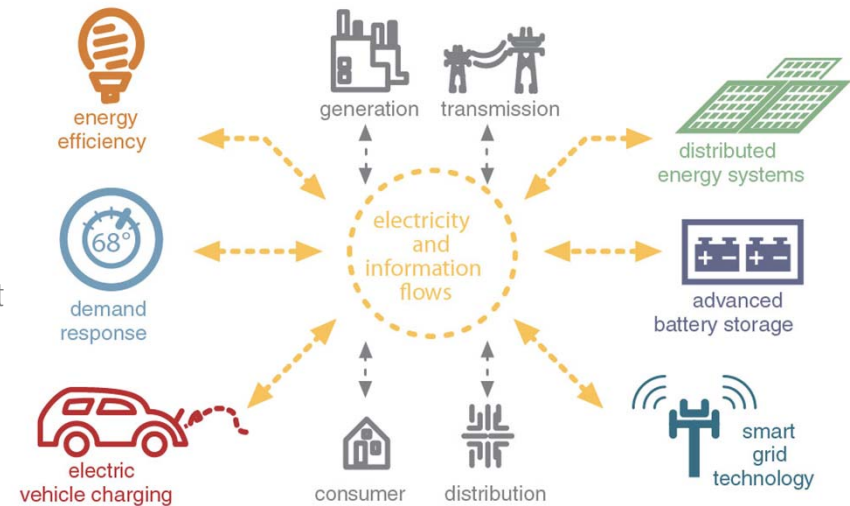 energy
efficiency
generation
transmission
distributed
energy systems
68°
demand
response
electricity
and
information
flows
+ − + −
advanced
battery storage
t
electric
vehicle charging
consumer
distribution
smart
grid
technology